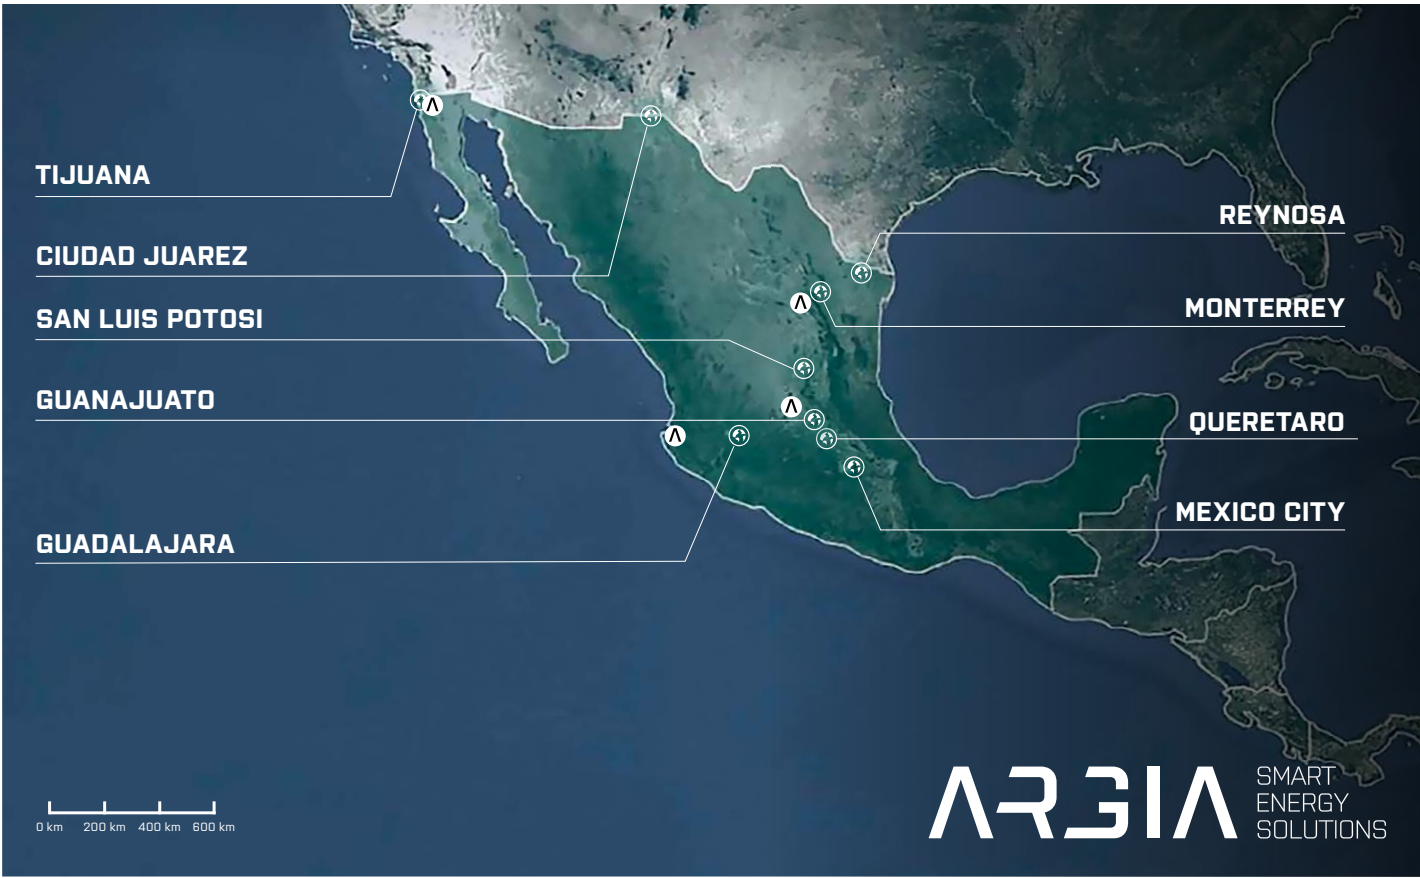 TIJUANA
CIUDAD JUAREZ
SAN LUIS POTOSI
GUANAJUATO
GUADALAJARA
REYNOSA
MONTERREY
QUERETARO
MEXICO CITY
0 km 200 km 400 km 600 km
ARGIA
SMART
ENERGY
SOLUTIONS